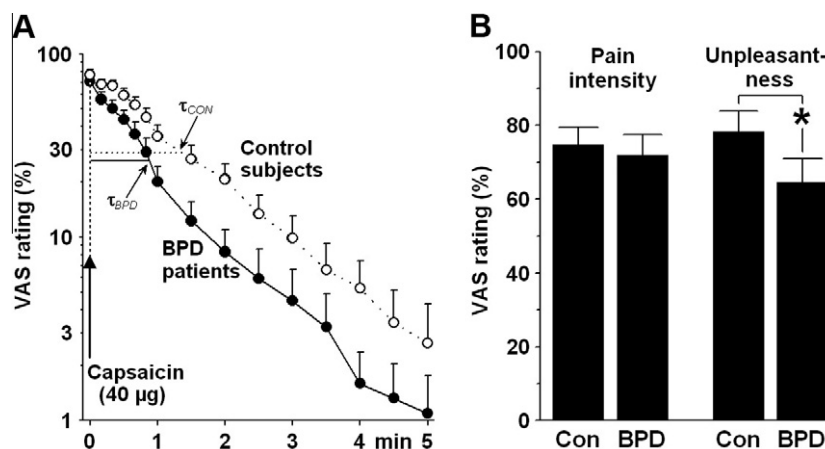 A
VAS rating (%)
100
30
10
3
1
τCON
τBPD
Control
subjects
BPD
patients
Capsaicin
(40 µg)
0 1 2 3 4 min 5
B
VAS rating (%)
100
80
60
40
20
0
Pain
intensity
Unpleasant-
ness
*
Con BPD Con BPD